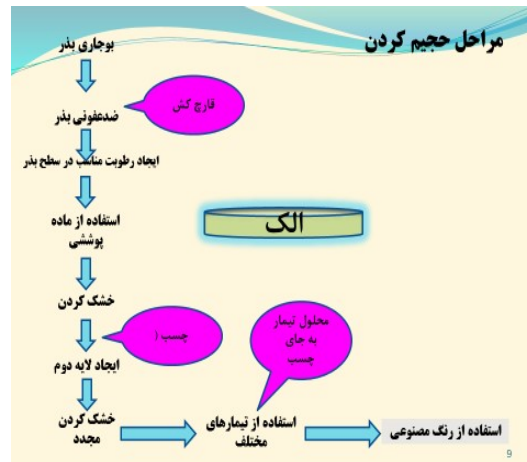 مراحل حجیم کردن
بوجاری بذر
قارچ کش
ضدعفونی بذر
ایجاد رطوبت مناسب در سطح بذر
الک
استفاده از ماده
پوششی
خشک کردن
چسب (
محلول تیمار
به جای
چسب
ایجاد لایه دوم
خشک کردن
مجدد
استفاده از تیمارهای
مختلف
استفاده از رنگ مصنوعی
9